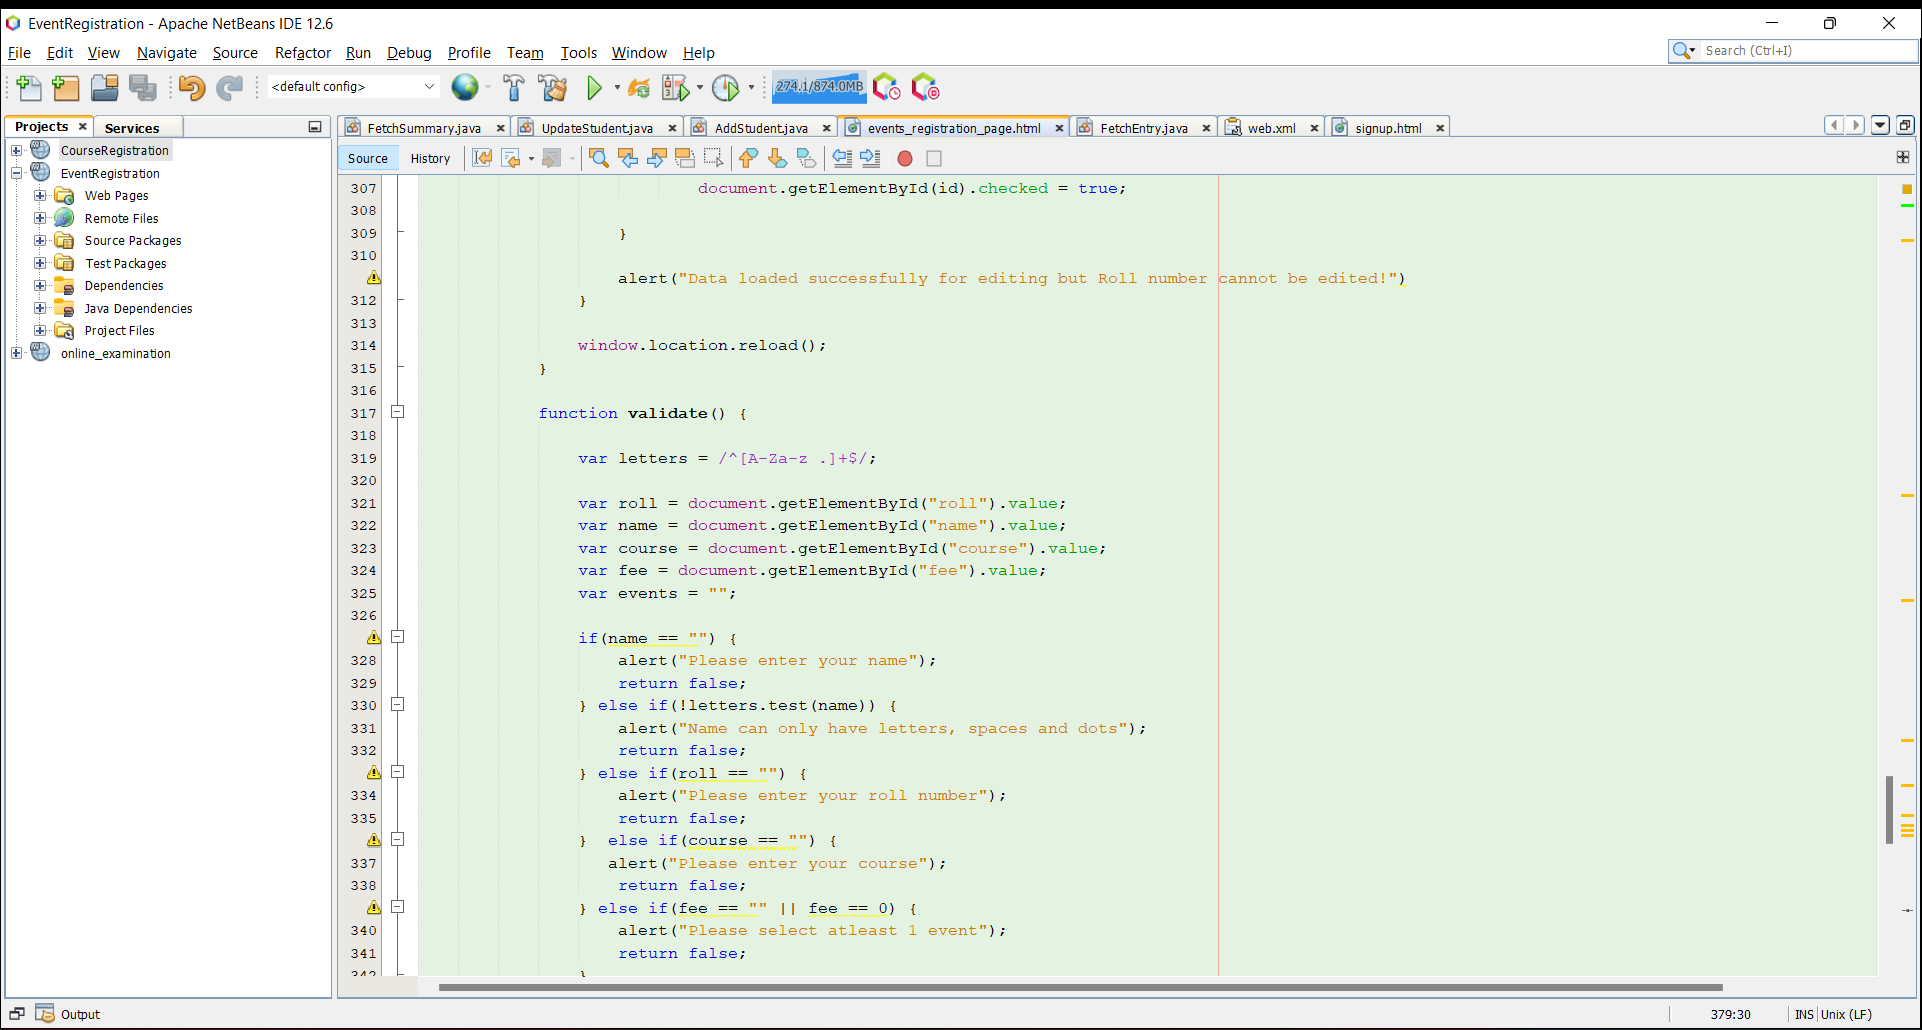 EventRegistration - Apache NetBeans IDE 12.6
File Edit View Navigate Source Refactor Run Debug Profile Team Tools Window Help
Search (Ctrl+I)
<default config>
274.1/874.0MB
Projects
Services
FetchSummary.java
UpdateStudent.java
AddStudent.java
events_registration_page.html
FetchEntry.java
web.xml
signup.html
Source
History
CourseRegistration
EventRegistration
Web Pages
Remote Files
Source Packages
Test Packages
Dependencies
Java Dependencies
Project Files
online_examination
307 document.getElementById(id).checked = true;
308
309 }
310
alert("Data loaded successfully for editing but Roll number cannot be edited!")
312 }
313
314 window.location.reload();
315 }
316
317 function validate() {
318
319 var letters = /^[A-Za-z .]+$/;
320
321 var roll = document.getElementById("roll").value;
322 var name = document.getElementById("name").value;
323 var course = document.getElementById("course").value;
324 var fee = document.getElementById("fee").value;
325 var events = "";
326
if(name == "") {
328 alert("Please enter your name");
329 return false;
330 } else if(!letters.test(name)) {
331 alert("Name can only have letters, spaces and dots");
332 return false;
} else if(roll == "") {
334 alert("Please enter your roll number");
335 return false;
} else if(course == "") {
337 alert("Please enter your course");
338 return false;
} else if(fee == "" || fee == 0) {
340 alert("Please select atleast 1 event");
341 return false;
342 }
Output
379:30
INS
Unix (LF)